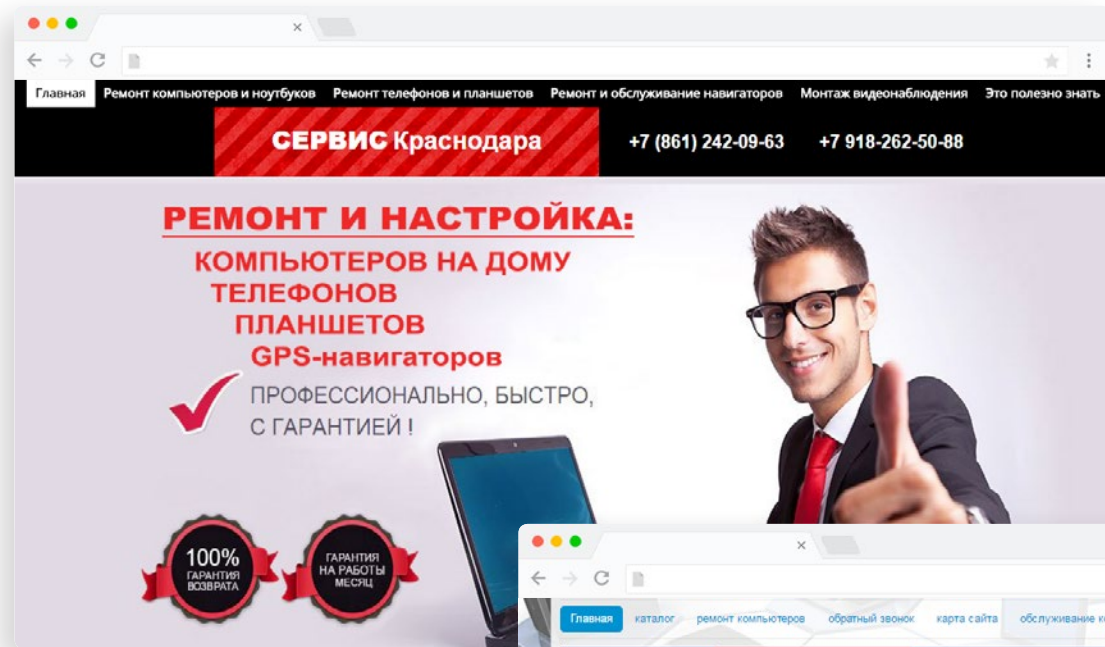 Главная Ремонт компьютеров и ноутбуков Ремонт телефонов и планшетов Ремонт и обслуживание навигаторов Монтаж видеонаблюдения Это полезно знать
СЕРВИС Краснодара +7 (861) 242-09-63 +7 918-262-50-88
РЕМОНТ И НАСТРОЙКА:
КОМПЬЮТЕРОВ НА ДОМУ
ТЕЛЕФОНОВ
ПЛАНШЕТОВ
GPS-навигаторов
ПРОФЕССИОНАЛЬНО, БЫСТРО,
С ГАРАНТИЕЙ !
100%
ГАРАНТИЯ
ВОЗВРАТА
ГАРАНТИЯ
НА РАБОТЫ
МЕСЯЦ
Главная каталог ремонт компьютеров обратный звонок карта сайта обслуживание